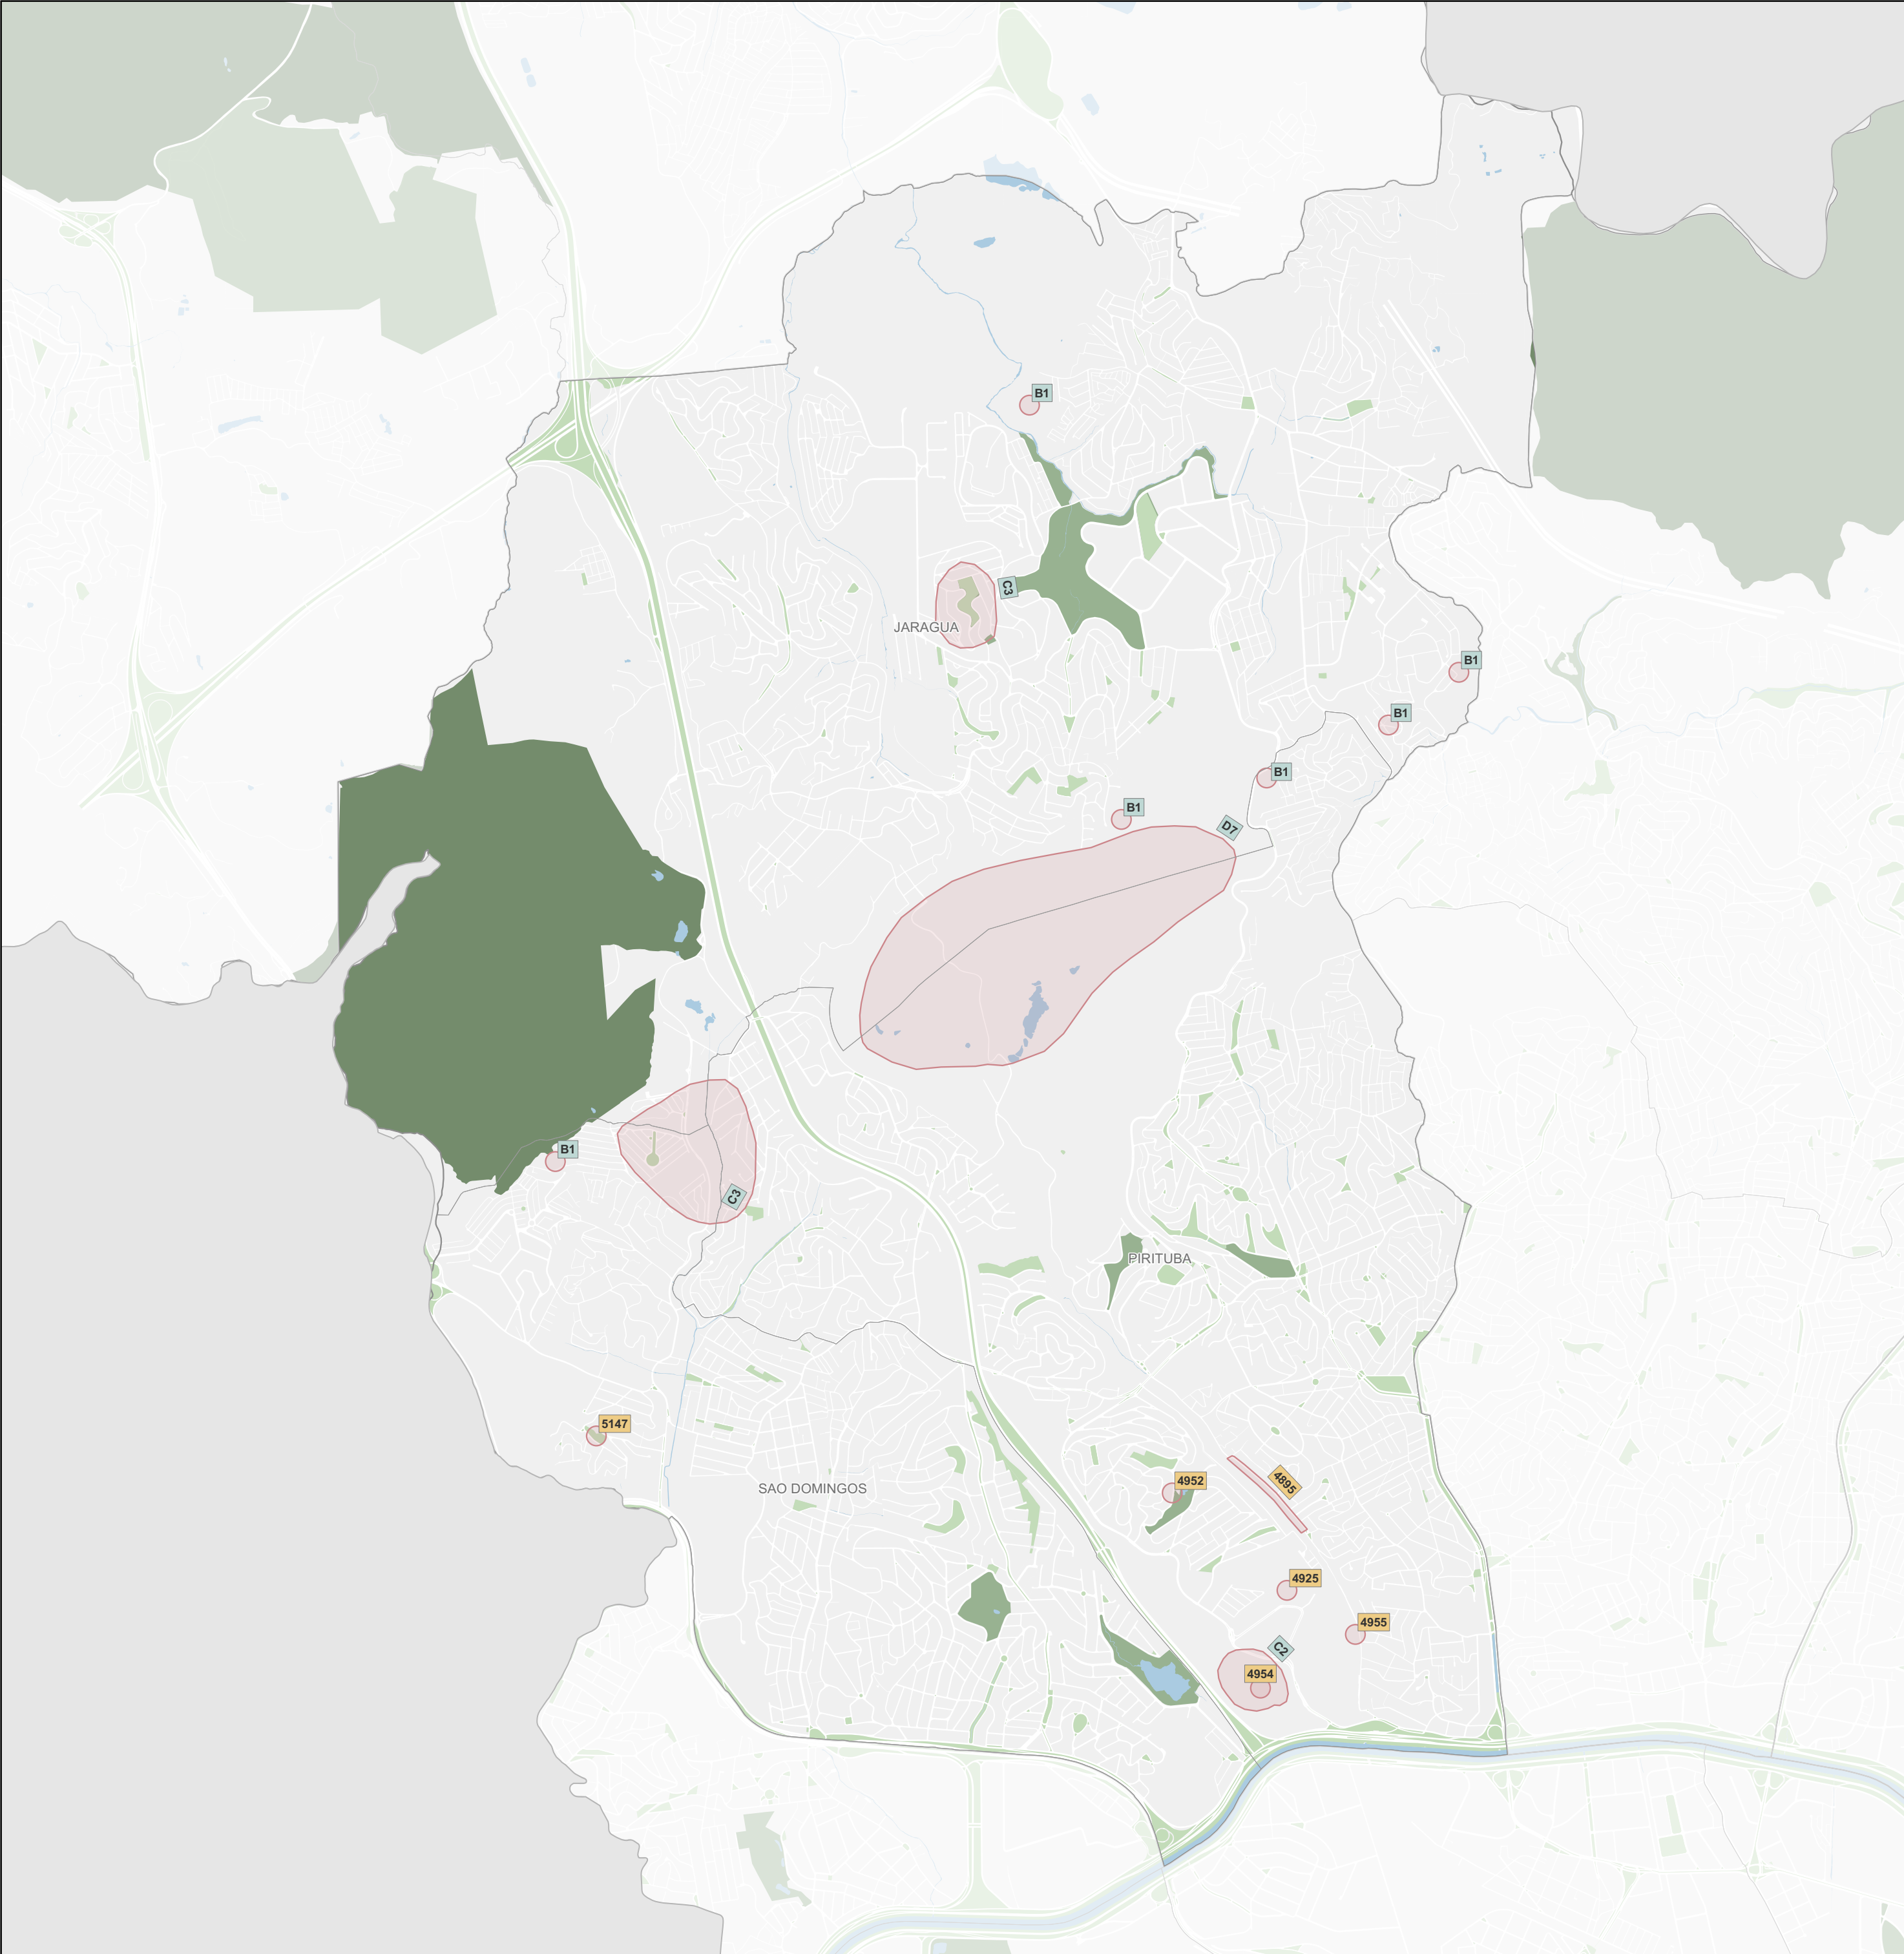 B1
C3
JARAGUA
B1
B1
B1
B1
D7
B1
C3
PIRITUBA
5147
4952
4895
SAO DOMINGOS
4925
4955
C2
4954